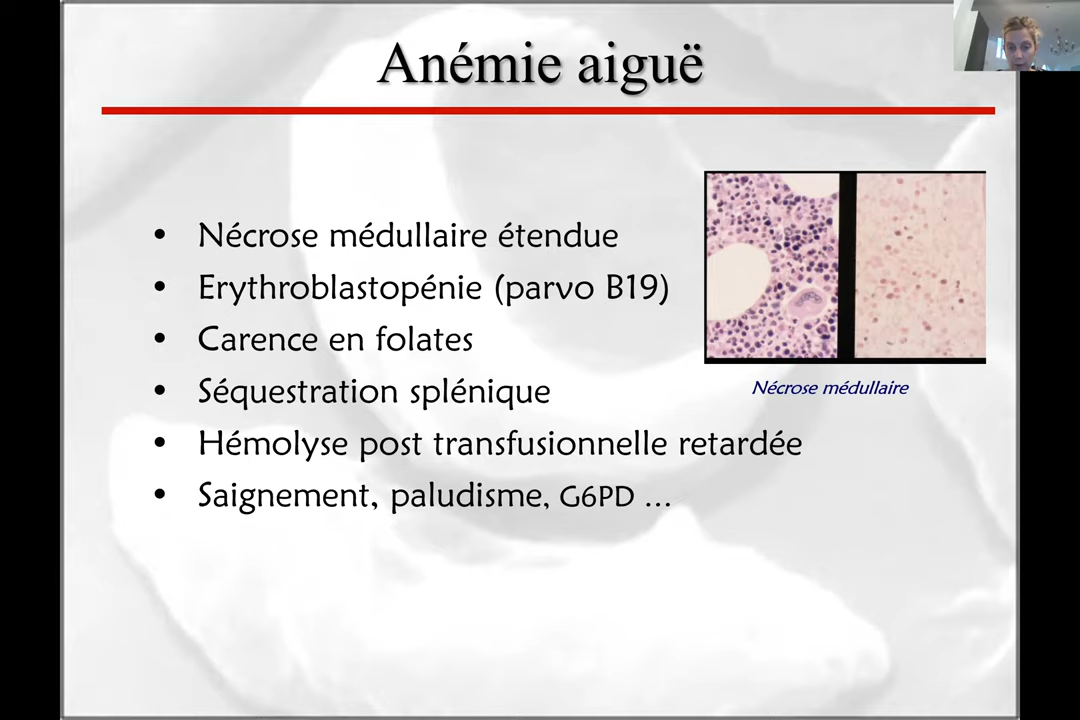 Anémie aiguë
• Nécrose médullaire étendue
• Erythroblastopénie (parvo B19)
• Carence en folates
• Séquestration splénique
• Hémolyse post transfusionnelle retardée
• Saignement, paludisme, G6PD ...
Nécrose médullaire